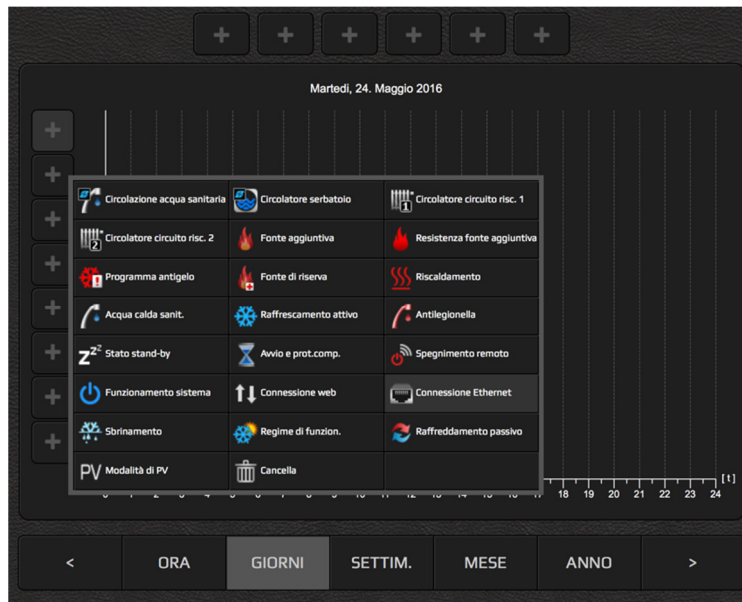 Martedi, 24. Maggio 2016
Circolazione acqua sanitaria
Circolatore serbatoio
Circolatore circuito risc. 1
Circolatore circuito risc. 2
Fonte aggiuntiva
Resistenza fonte aggiuntiva
Programma antigelo
Fonte di riserva
Riscaldamento
Acqua calda sanit.
Raffrescamento attivo
Antilegionella
Stato stand-by
Avvio e prot.comp.
Spegnimento remoto
Funzionamento sistema
Connessione web
Connessione Ethernet
Sbrinamento
Regime di funzion.
Raffreddamento passivo
PV Modalità di PV
Cancella
[t]
18 19 20 21 22 23 24
< ORA GIORNI SETTIM. MESE ANNO >